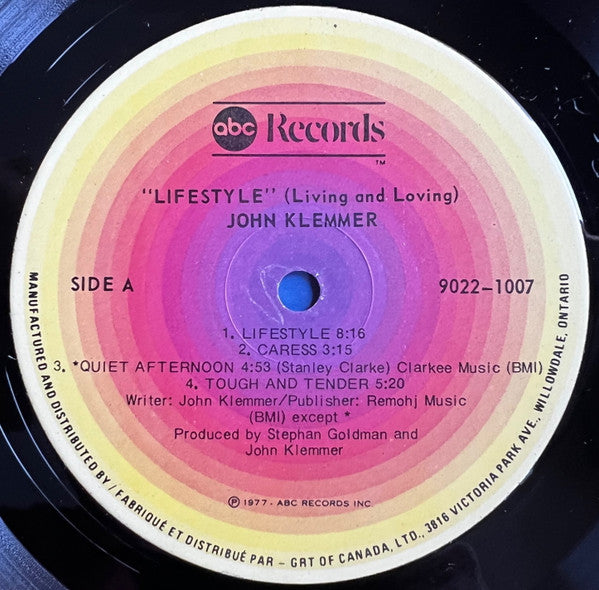 abc Records
TM
"LIFESTYLE" (Living and Loving)
JOHN KLEMMER
SIDE A
9022-1007
1. LIFESTYLE 8:16
2. CARESS 3:15
3. *QUIET AFTERNOON 4:53 (Stanley Clarke) Clarkee Music (BMI)
4. TOUGH AND TENDER 5:20
Writer: John Klemmer/Publisher: Remohj Music
(BMI) except *
Produced by Stephan Goldman and
John Klemmer
℗ 1977 - ABC RECORDS INC.
MANUFACTURED AND DISTRIBUTED BY / FABRIQUÉ ET DISTRIBUÉ PAR - GRT OF CANADA, LTD., 3816 VICTORIA PARK AVE. WILLOWDALE, ONTARIO